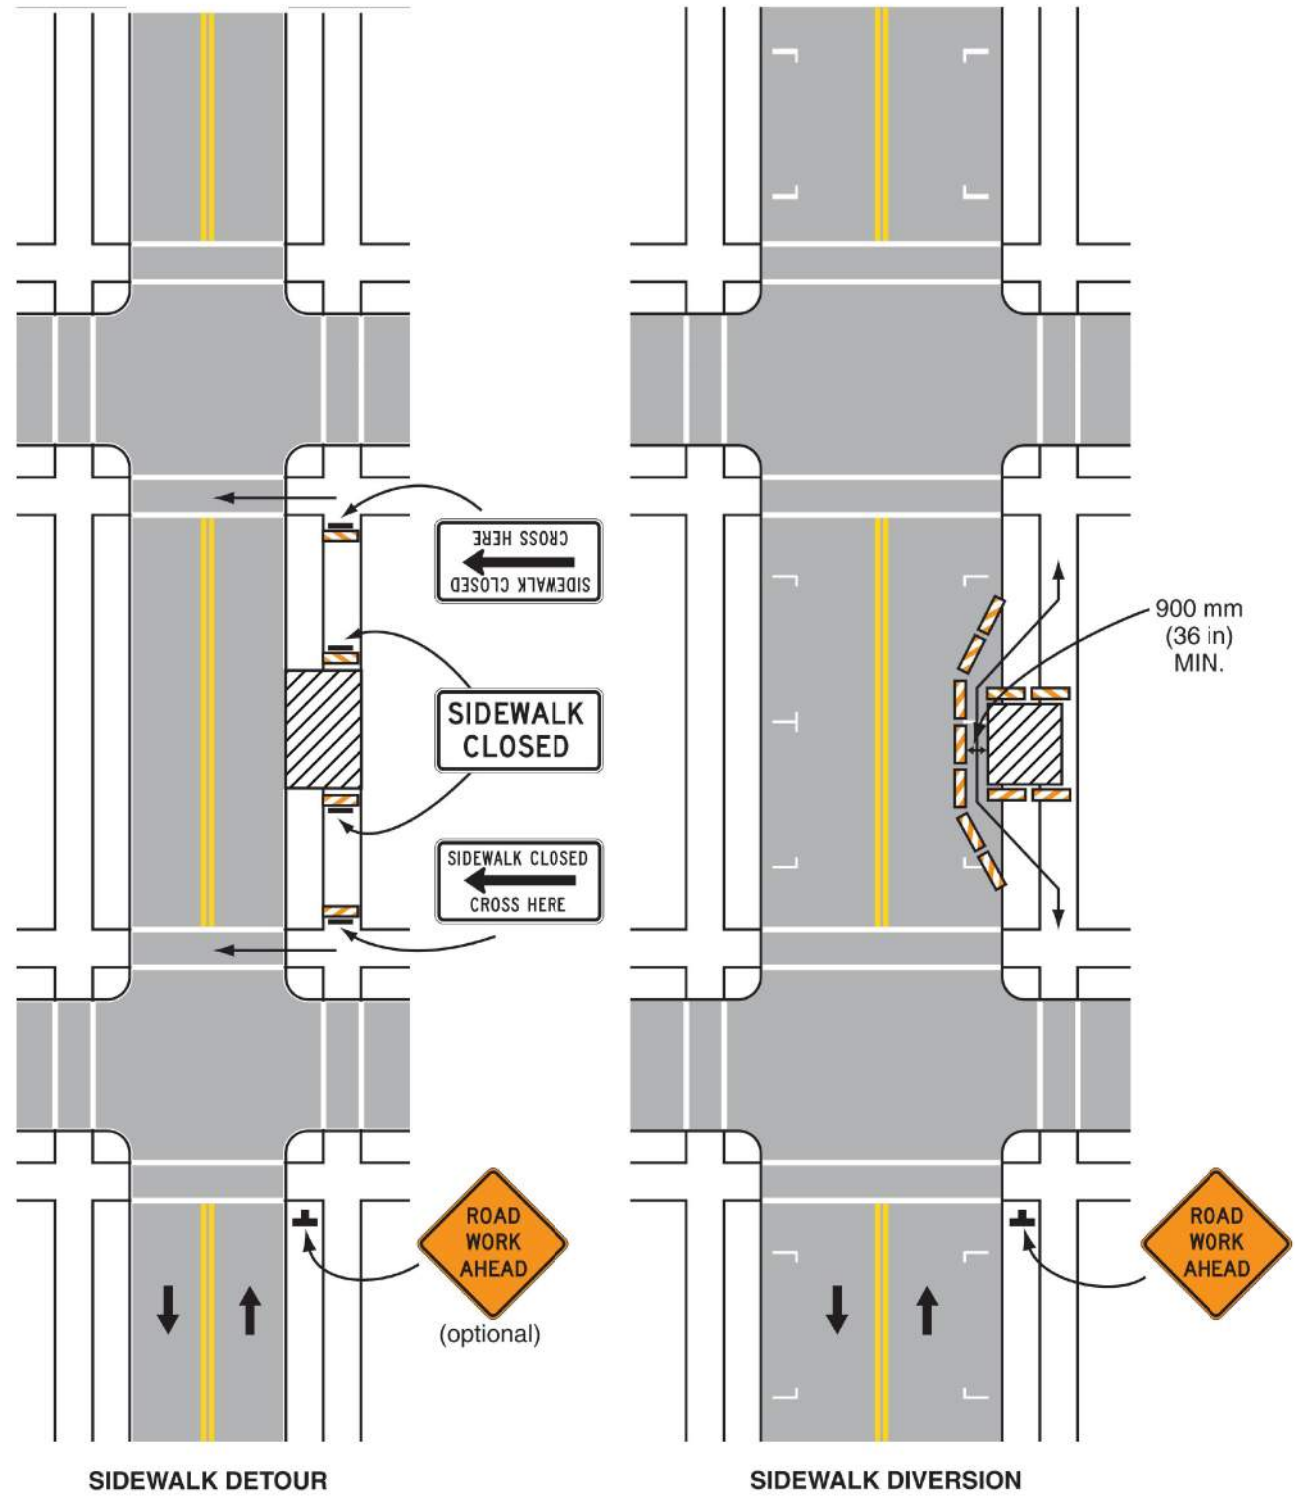 CROSS HERE
SIDEWALK CLOSED
SIDEWALK
CLOSED
SIDEWALK CLOSED
CROSS HERE
900 mm
(36 in)
MIN.
ROAD
WORK
AHEAD
(optional)
ROAD
WORK
AHEAD
SIDEWALK DETOUR
SIDEWALK DIVERSION